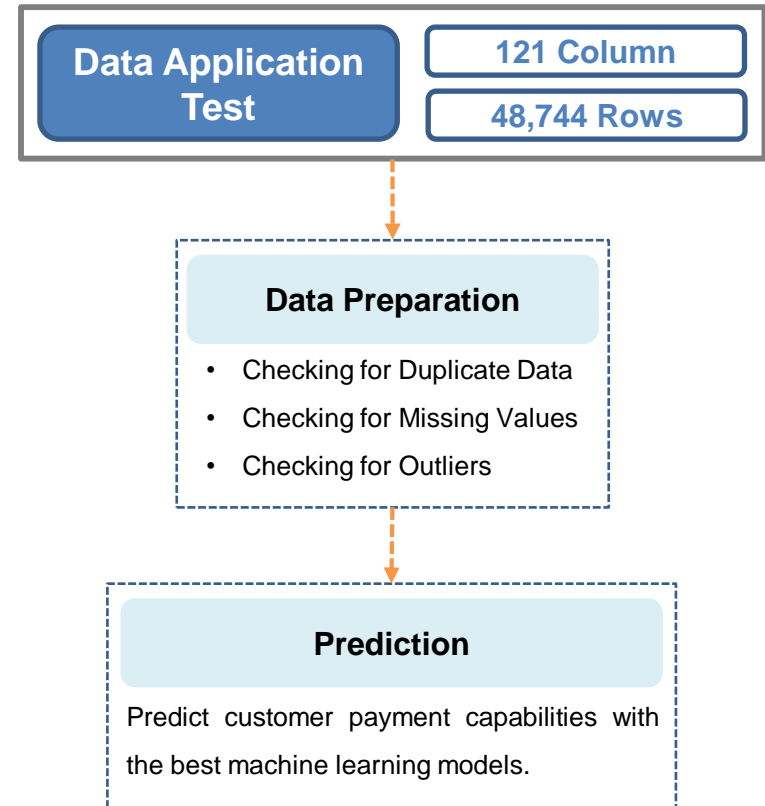 Data Application
Test
121 Column
48,744 Rows
Data Preparation
• Checking for Duplicate Data
• Checking for Missing Values
• Checking for Outliers
Prediction
Predict customer payment capabilities with
the best machine learning models.